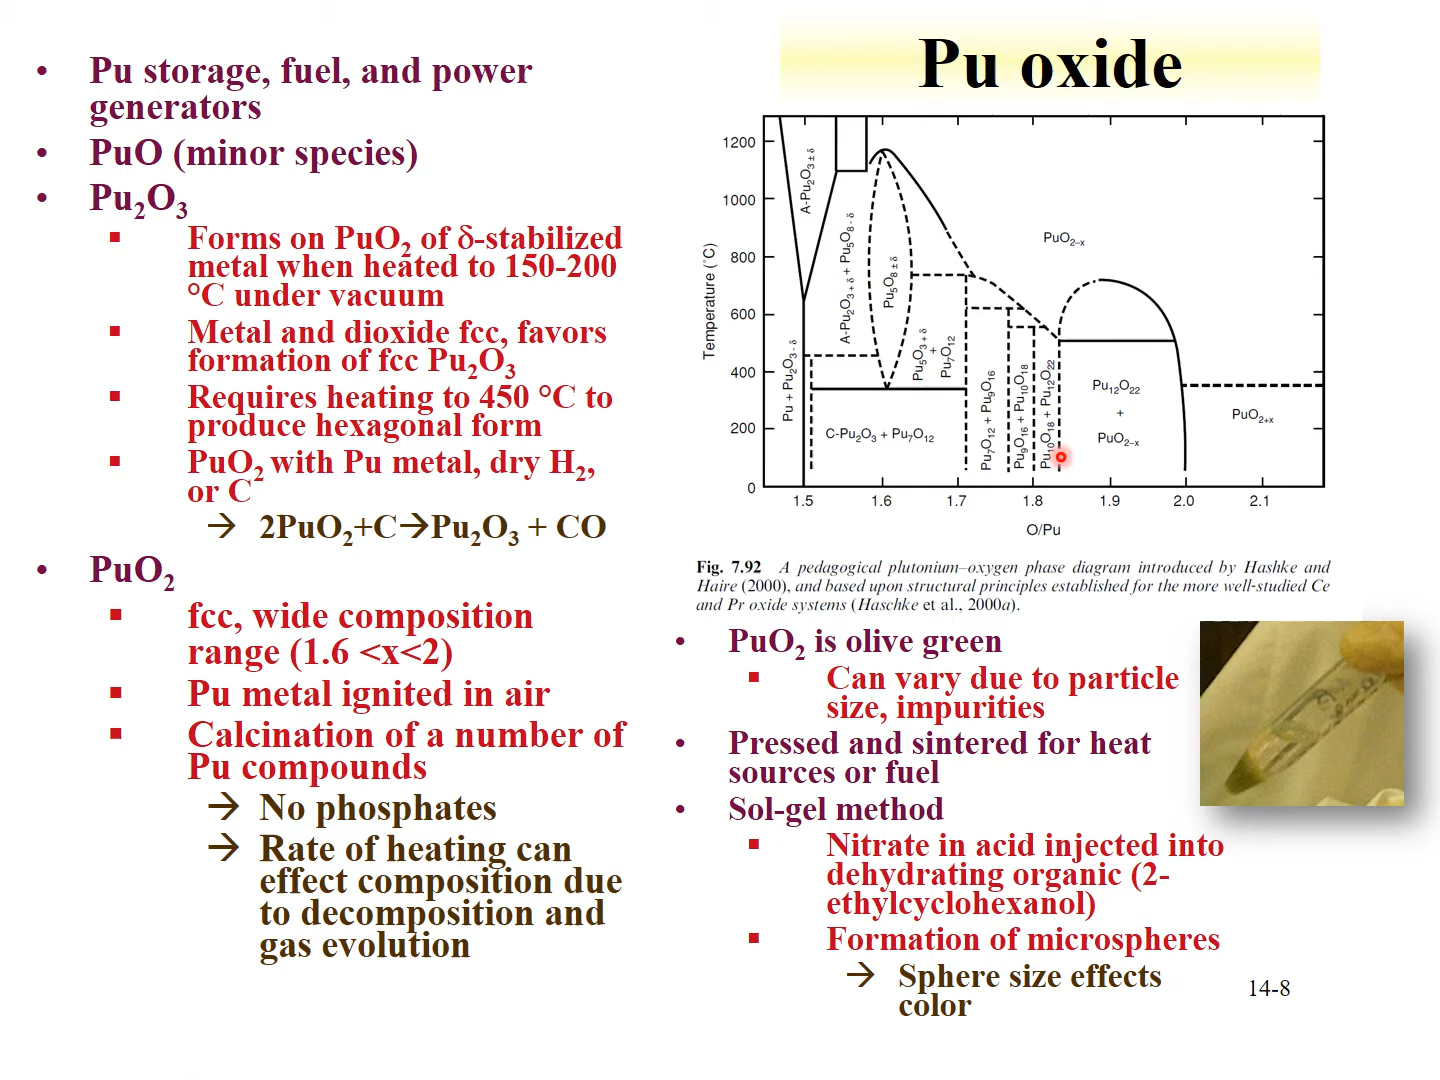 Pu oxide
• Pu storage, fuel, and power
generators
• PuO (minor species)
• Pu2O3
▪ Forms on PuO2 of δ-stabilized
metal when heated to 150-200
°C under vacuum
▪ Metal and dioxide fcc, favors
formation of fcc Pu2O3
▪ Requires heating to 450 °C to
produce hexagonal form
▪ PuO2 with Pu metal, dry H2,
or C
→ 2PuO2+C→Pu2O3 + CO
• PuO2
▪ fcc, wide composition
range (1.6 <x<2)
▪ Pu metal ignited in air
▪ Calcination of a number of
Pu compounds
→ No phosphates
→ Rate of heating can
effect composition due
to decomposition and
gas evolution
Temperature (°C)
1200
1000
800
600
400
200
0
1.5 1.6 1.7 1.8 1.9 2.0 2.1
O/Pu
Pu + Pu2O3 - δ
A-Pu2O3 ± δ
A-Pu2O3 + δ + Pu5O8 - δ
Pu5O8 ± δ
Pu5O3 + δ
+
Pu7O12
C-Pu2O3 + Pu7O12
Pu7O12 + Pu9O16
Pu9O16 + Pu10O18
Pu10O18 + Pu12O22
PuO2–x
Pu12O22
+
PuO2–x
PuO2+x
Fig. 7.92 A pedagogical plutonium–oxygen phase diagram introduced by Hashke and
Haire (2000), and based upon structural principles established for the more well-studied Ce
and Pr oxide systems (Haschke et al., 2000a).
• PuO2 is olive green
▪ Can vary due to particle
size, impurities
• Pressed and sintered for heat
sources or fuel
• Sol-gel method
▪ Nitrate in acid injected into
dehydrating organic (2-
ethylcyclohexanol)
▪ Formation of microspheres
→ Sphere size effects
color
14-8